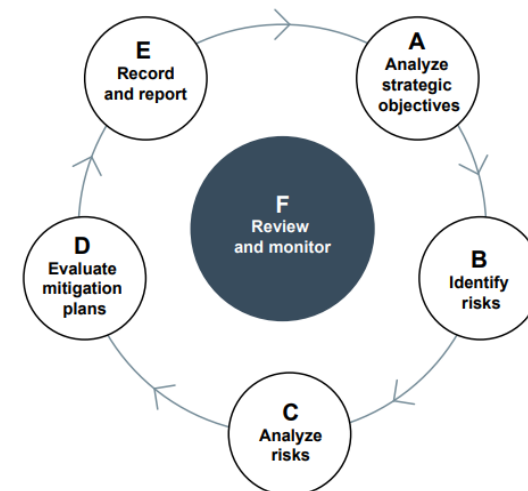 A
Analyze
strategic
objectives
B
Identify
risks
C
Analyze
risks
D
Evaluate
mitigation
plans
E
Record
and report
F
Review
and monitor